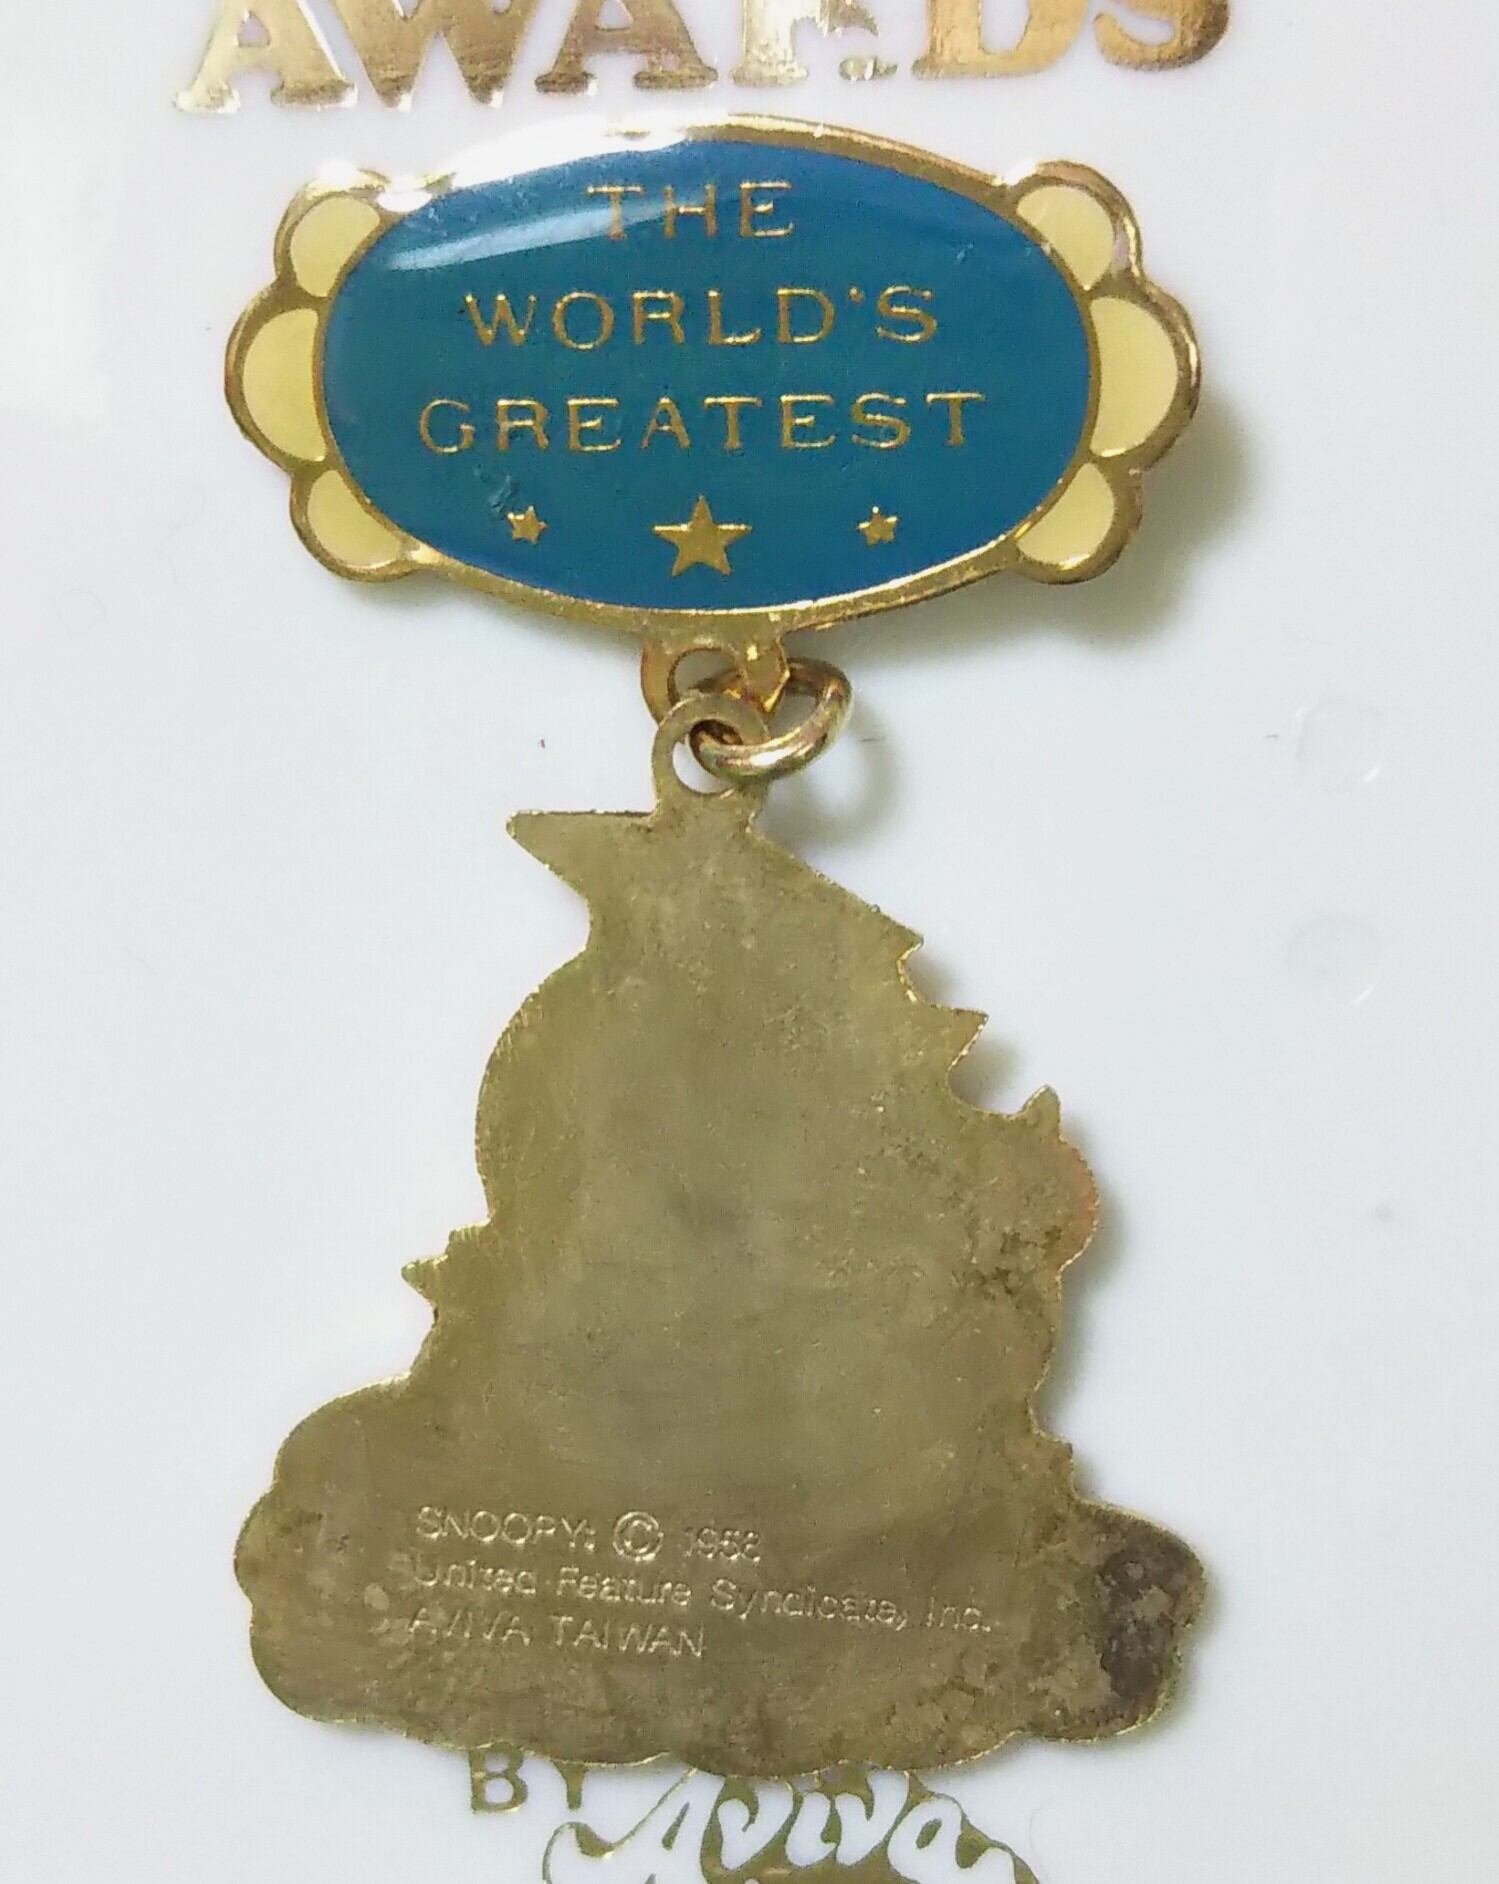 AWARDS
THE
WORLD'S
GREATEST
SNOOPY: © 1958
United Feature Syndicate, Inc.
AVIVA TAIWAN
BY Aviva